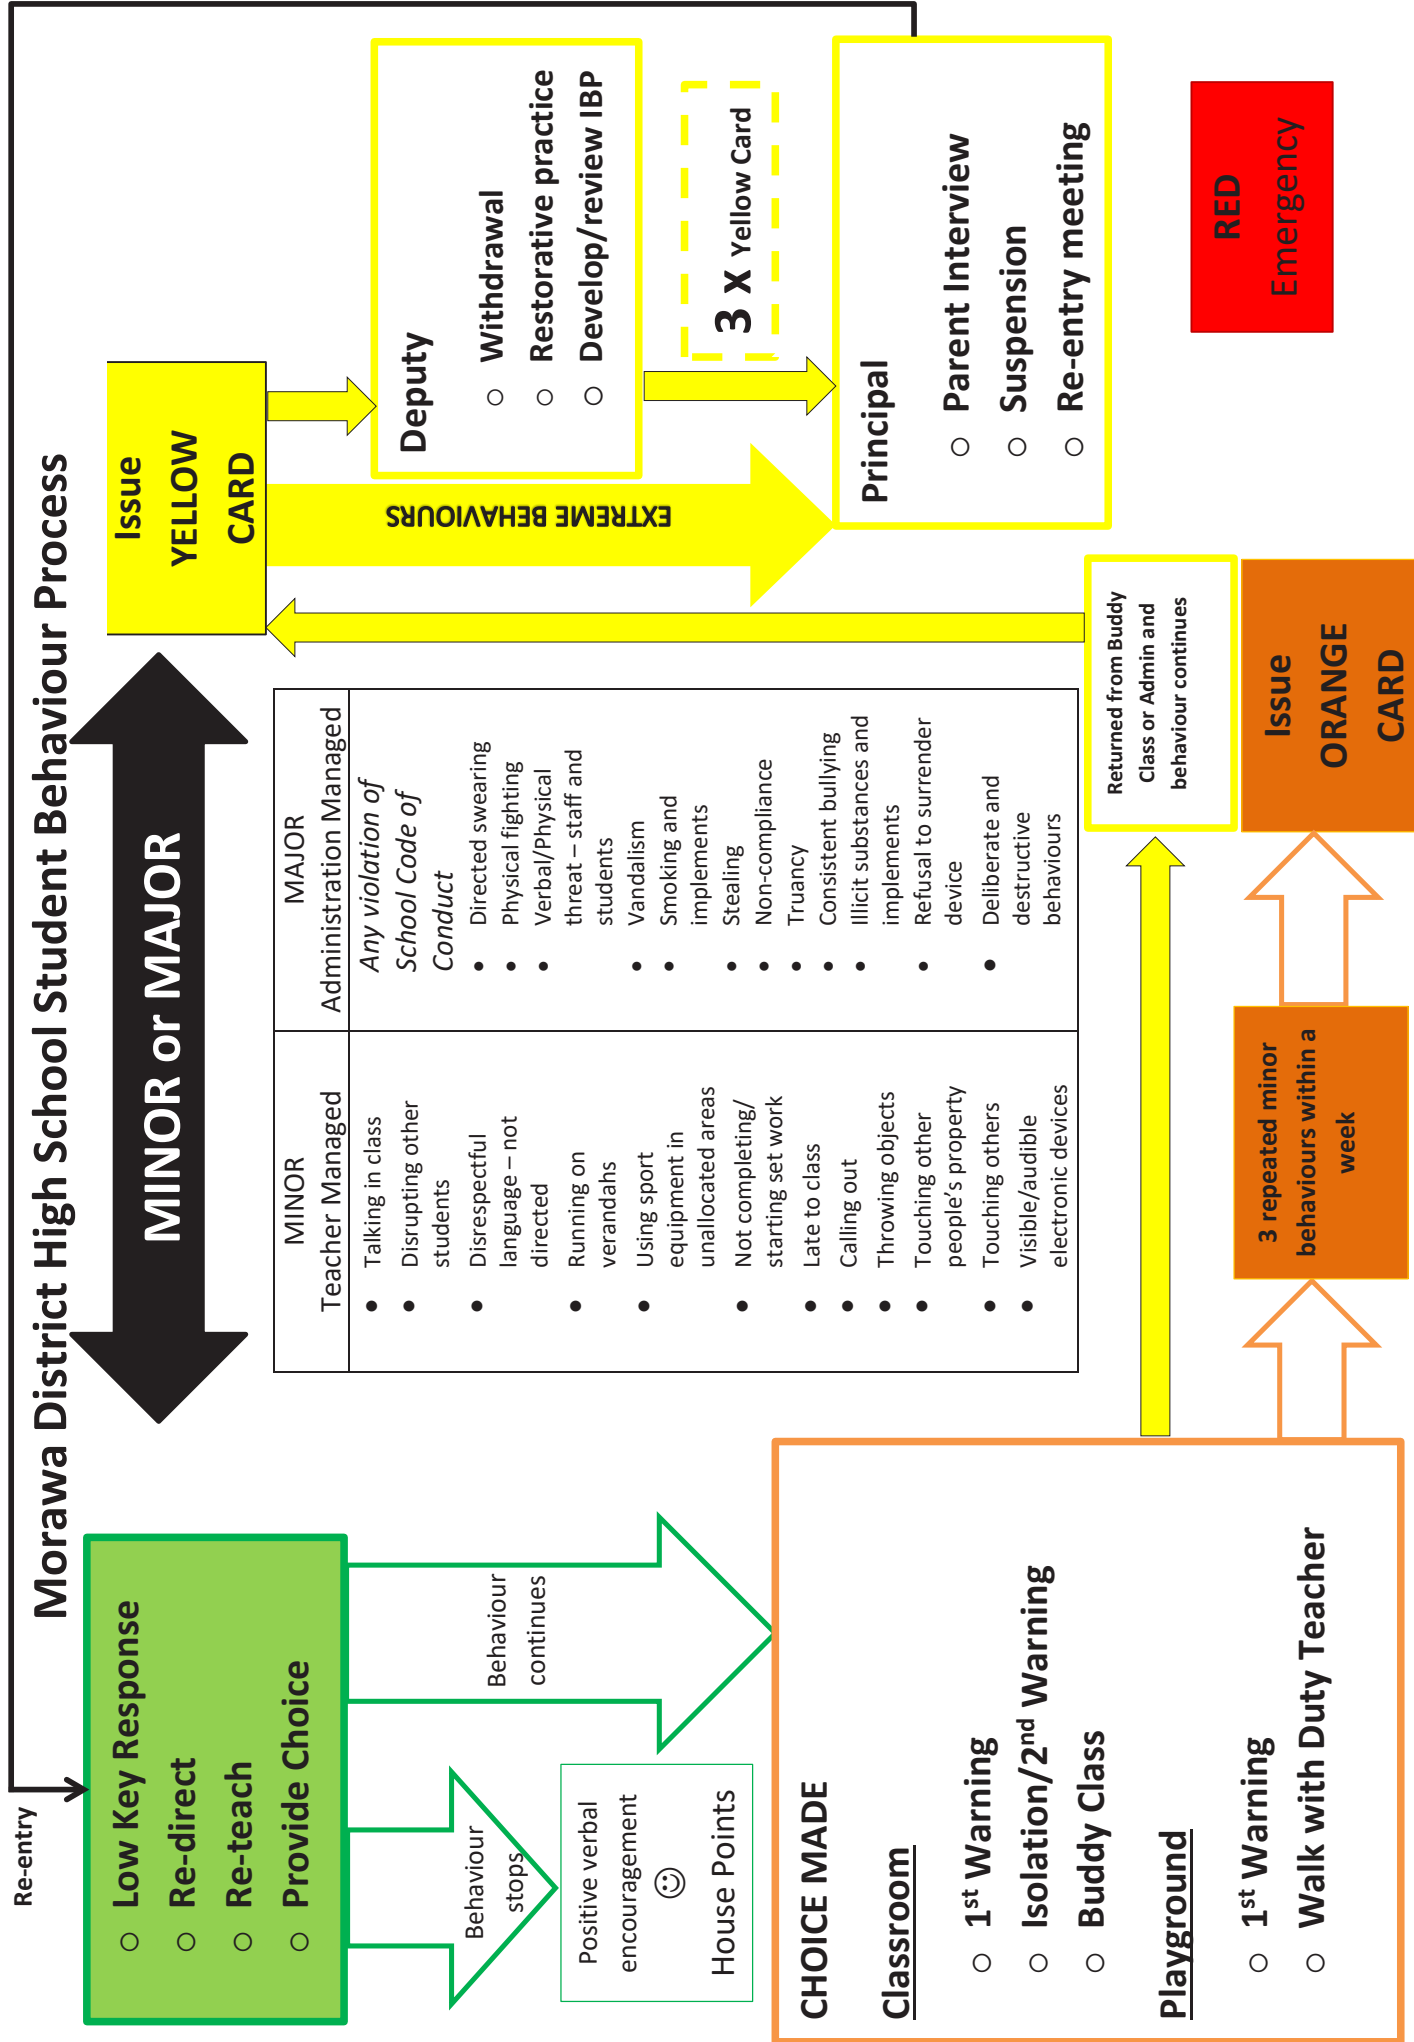 Morawa District High School Student Behaviour Process
Re-entry
○ Low Key Response
○ Re-direct
○ Re-teach
○ Provide Choice
MINOR or MAJOR
Issue
YELLOW
CARD
Behaviour
stops
Behaviour
continues
Positive verbal
encouragement
☺
House Points
MINOR
Teacher Managed
• Talking in class
• Disrupting other
students
• Disrespectful
language – not
directed
• Running on
verandahs
• Using sport
equipment in
unallocated areas
• Not completing/
starting set work
• Late to class
• Calling out
• Throwing objects
• Touching other
people's property
• Touching others
• Visible/audible
electronic devices
MAJOR
Administration Managed
Any violation of
School Code of
Conduct
• Directed swearing
• Physical fighting
• Verbal/Physical
threat – staff and
students
• Vandalism
• Smoking and
implements
• Stealing
• Non-compliance
• Truancy
• Consistent bullying
• Illicit substances and
implements
• Refusal to surrender
device
• Deliberate and
destructive
behaviours
EXTREME BEHAVIOURS
Deputy
○ Withdrawal
○ Restorative practice
○ Develop/review IBP
3 x Yellow Card
Principal
○ Parent Interview
○ Suspension
○ Re-entry meeting
CHOICE MADE
Classroom
○ 1st Warning
○ Isolation/2nd Warning
○ Buddy Class
Playground
○ 1st Warning
○ Walk with Duty Teacher
Returned from Buddy
Class or Admin and
behaviour continues
3 repeated minor
behaviours within a
week
Issue
ORANGE
CARD
RED
Emergency